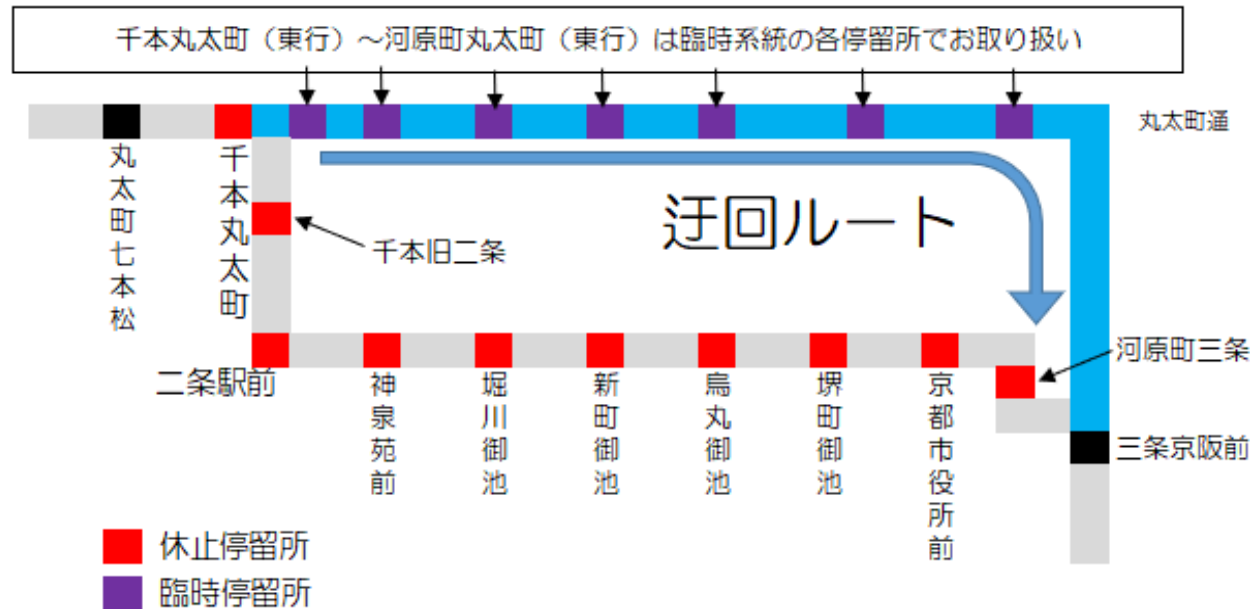 千本丸太町（東行）～河原町丸太町（東行）は臨時系統の各停留所でお取り扱い
丸太町通
丸太町七本松
千本丸太町
迂回ルート
千本旧二条
河原町三条
二条駅前
神泉苑前
堀川御池
新町御池
烏丸御池
堺町御池
京都市役所前
三条京阪前
休止停留所
臨時停留所